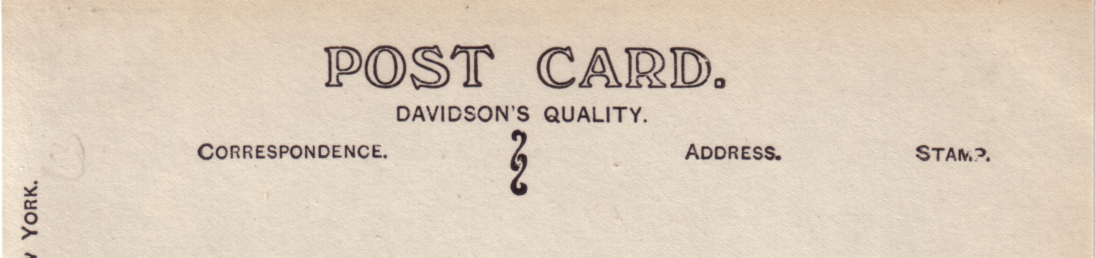 POST CARD.
DAVIDSON'S QUALITY.
CORRESPONDENCE.
ADDRESS.
STAMP.
YORK.